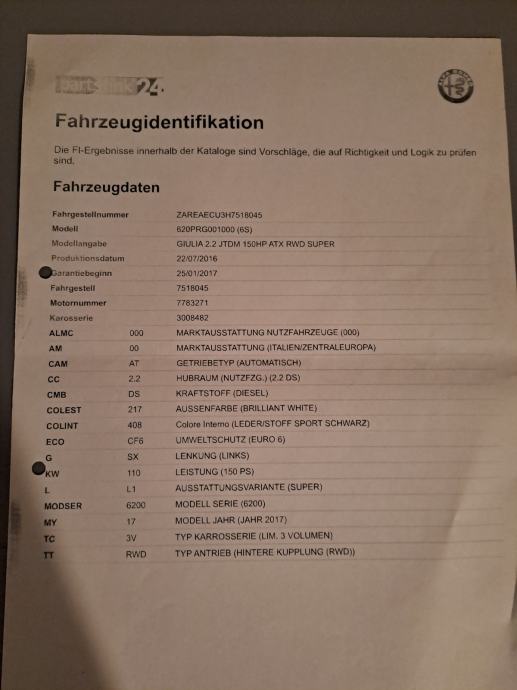 partslink24
ALFA ROMEO
Fahrzeugidentifikation
Die FI-Ergebnisse innerhalb der Kataloge sind Vorschläge, die auf Richtigkeit und Logik zu prüfen
sind.
Fahrzeugdaten
Fahrgestellnummer ZAREAECU3H7518045
Modell 620PRG001000 (6S)
Modellangabe GIULIA 2.2 JTDM 150HP ATX RWD SUPER
Produktionsdatum 22/07/2016
Garantiebeginn 25/01/2017
Fahrgestell 7518045
Motornummer 7783271
Karosserie 3008482
ALMC 000 MARKTAUSSTATTUNG NUTZFAHRZEUGE (000)
AM 00 MARKTAUSSTATTUNG (ITALIEN/ZENTRALEUROPA)
CAM AT GETRIEBETYP (AUTOMATISCH)
CC 2.2 HUBRAUM (NUTZFZG.) (2.2 DS)
CMB DS KRAFTSTOFF (DIESEL)
COLEST 217 AUSSENFARBE (BRILLIANT WHITE)
COLINT 408 Colore Interno (LEDER/STOFF SPORT SCHWARZ)
ECO CF6 UMWELTSCHUTZ (EURO 6)
G SX LENKUNG (LINKS)
KW 110 LEISTUNG (150 PS)
L L1 AUSSTATTUNGSVARIANTE (SUPER)
MODSER 6200 MODELL SERIE (6200)
MY 17 MODELL JAHR (JAHR 2017)
TC 3V TYP KARROSSERIE (LIM. 3 VOLUMEN)
TT RWD TYP ANTRIEB (HINTERE KUPPLUNG (RWD))